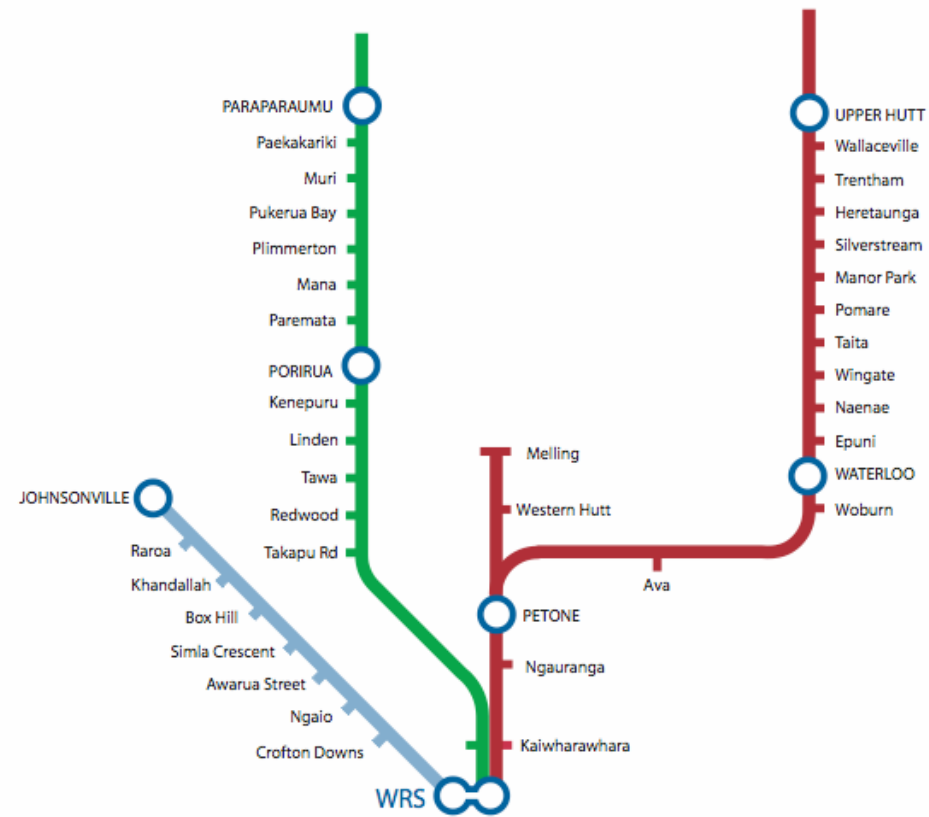 PARAPARAUMU
Paekakariki
Muri
Pukerua Bay
Plimmerton
Mana
Paremata
PORIRUA
Kenepuru
Linden
Tawa
Redwood
Takapu Rd
JOHNSONVILLE
Raroa
Khandallah
Box Hill
Simla Crescent
Awarua Street
Ngaio
Crofton Downs
WRS
Melling
Western Hutt
PETONE
Ngauranga
Kaiwharawhara
Ava
UPPER HUTT
Wallaceville
Trentham
Heretaunga
Silverstream
Manor Park
Pomare
Taita
Wingate
Naenae
Epuni
WATERLOO
Woburn